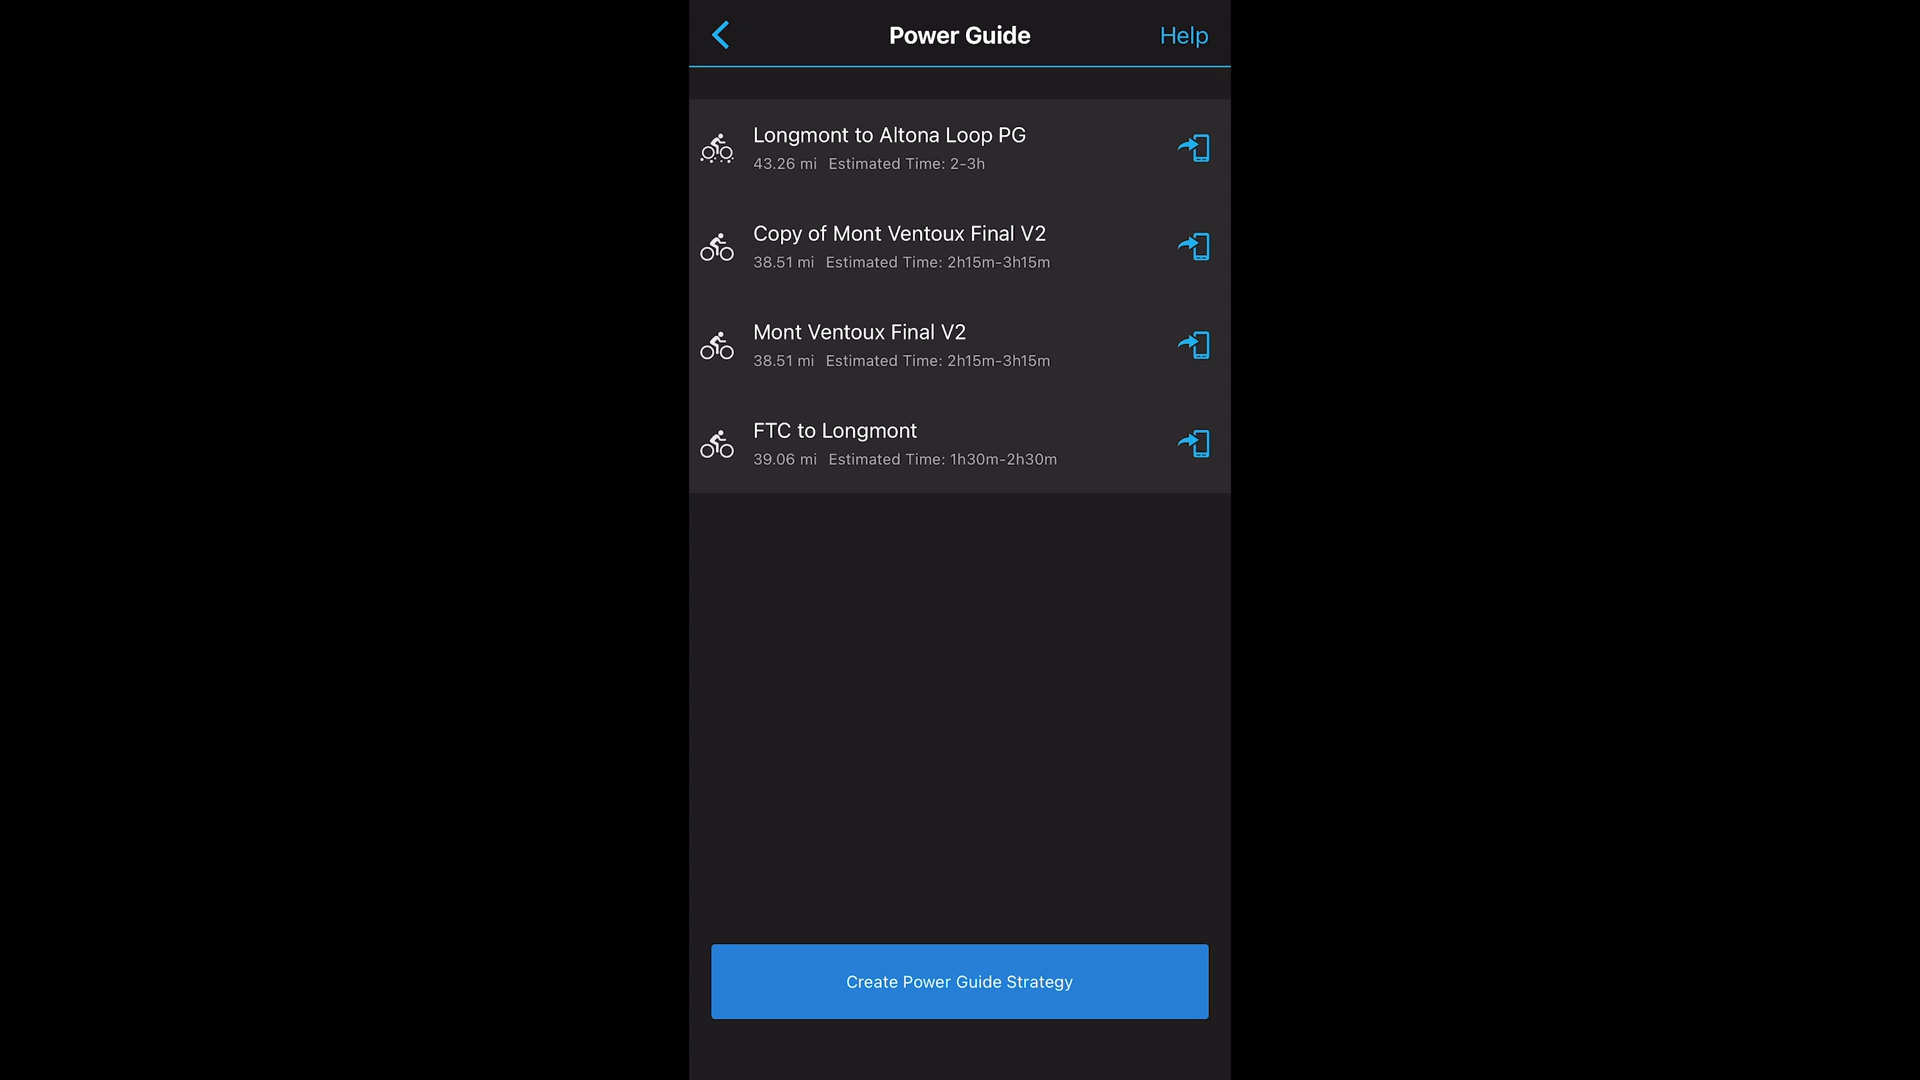 Power Guide
Help
Longmont to Altona Loop PG
43.26 mi Estimated Time: 2-3h
Copy of Mont Ventoux Final V2
38.51 mi Estimated Time: 2h15m-3h15m
Mont Ventoux Final V2
38.51 mi Estimated Time: 2h15m-3h15m
FTC to Longmont
39.06 mi Estimated Time: 1h30m-2h30m
Create Power Guide Strategy